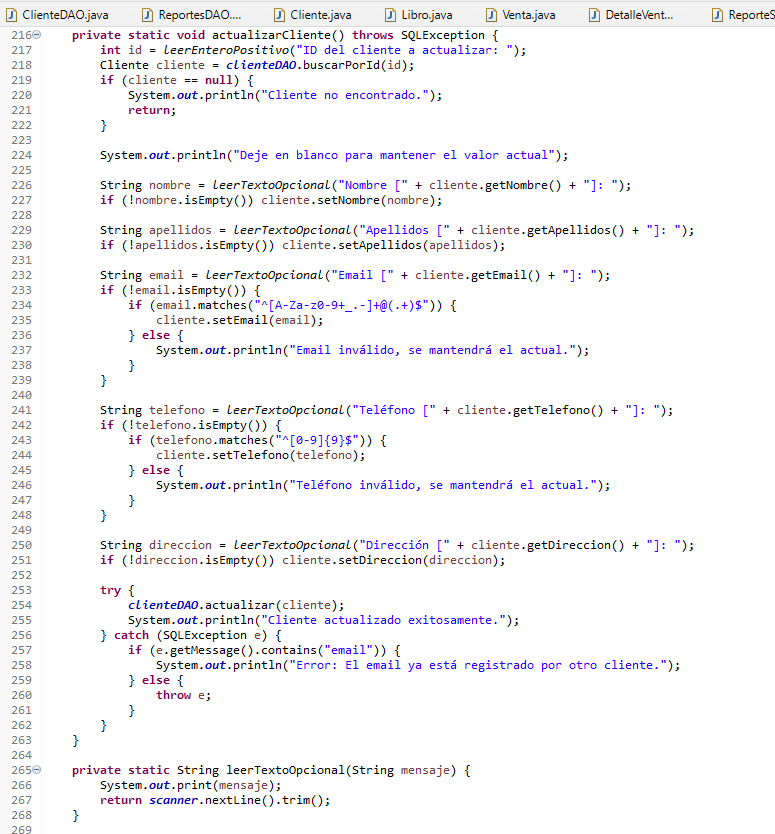 ClienteDAO.java ReportesDAO.... Cliente.java Libro.java Venta.java DetalleVent... ReporteS
216 private static void actualizarCliente() throws SQLException {
217 int id = leerEnteroPositivo("ID del cliente a actualizar: ");
218 Cliente cliente = clienteDAO.buscarPorId(id);
219 if (cliente == null) {
220 System.out.println("Cliente no encontrado.");
221 return;
222 }
223
224 System.out.println("Deje en blanco para mantener el valor actual");
225
226 String nombre = leerTextoOpcional("Nombre [" + cliente.getNombre() + "]: ");
227 if (!nombre.isEmpty()) cliente.setNombre(nombre);
228
229 String apellidos = leerTextoOpcional("Apellidos [" + cliente.getApellidos() + "]: ");
230 if (!apellidos.isEmpty()) cliente.setApellidos(apellidos);
231
232 String email = leerTextoOpcional("Email [" + cliente.getEmail() + "]: ");
233 if (!email.isEmpty()) {
234 if (email.matches("^[A-Za-z0-9+_.-]+@(.+)$")) {
235 cliente.setEmail(email);
236 } else {
237 System.out.println("Email inválido, se mantendrá el actual.");
238 }
239 }
240
241 String telefono = leerTextoOpcional("Teléfono [" + cliente.getTelefono() + "]: ");
242 if (!telefono.isEmpty()) {
243 if (telefono.matches("^[0-9]{9}$")) {
244 cliente.setTelefono(telefono);
245 } else {
246 System.out.println("Teléfono inválido, se mantendrá el actual.");
247 }
248 }
249
250 String direccion = leerTextoOpcional("Dirección [" + cliente.getDireccion() + "]: ");
251 if (!direccion.isEmpty()) cliente.setDireccion(direccion);
252
253 try {
254 clienteDAO.actualizar(cliente);
255 System.out.println("Cliente actualizado exitosamente.");
256 } catch (SQLException e) {
257 if (e.getMessage().contains("email")) {
258 System.out.println("Error: El email ya está registrado por otro cliente.");
259 } else {
260 throw e;
261 }
262 }
263 }
264
265 private static String leerTextoOpcional(String mensaje) {
266 System.out.print(mensaje);
267 return scanner.nextLine().trim();
268 }
269